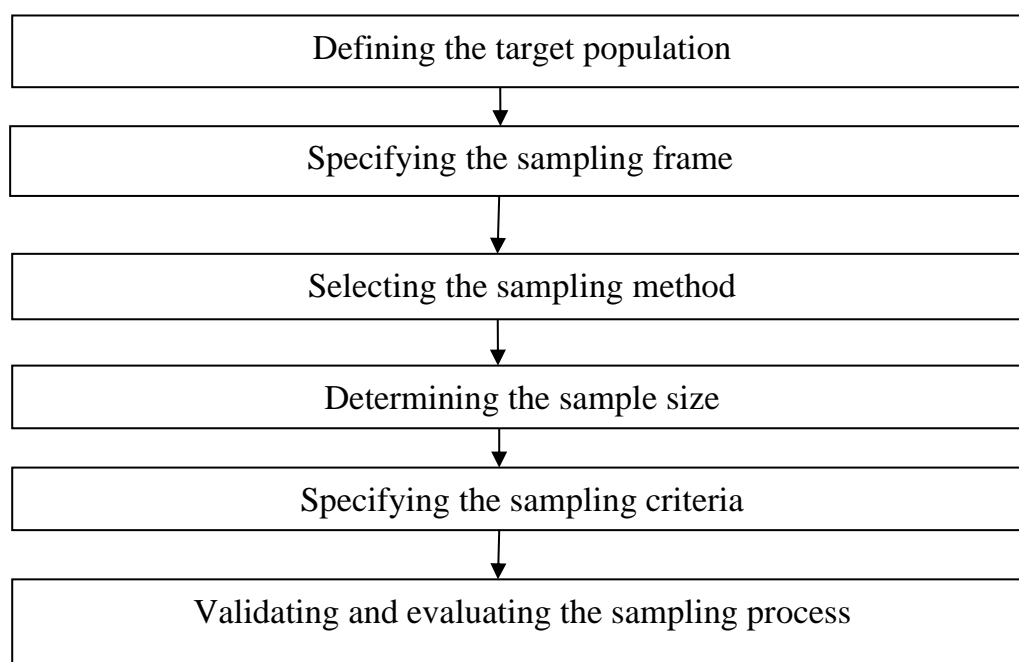 Defining the target population
Specifying the sampling frame
Selecting the sampling method
Determining the sample size
Specifying the sampling criteria
Validating and evaluating the sampling process